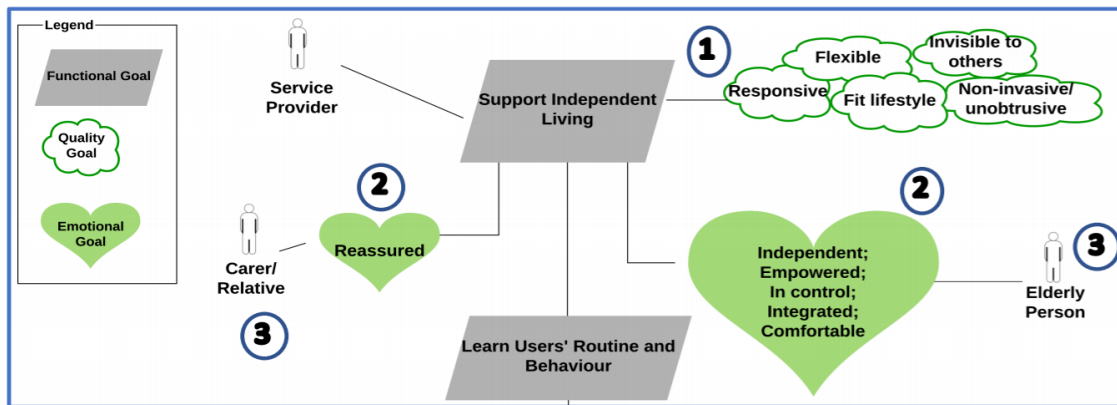 Legend
Functional Goal
Quality
Goal
Emotional
Goal
Service
Provider
Support Independent
Living
1
Flexible
Invisible to
others
Responsive
Fit lifestyle
Non-invasive/
unobtrusive
2
Reassured
Carer/
Relative
3
2
Independent;
Empowered;
In control;
Integrated;
Comfortable
3
Elderly
Person
Learn Users' Routine and
Behaviour